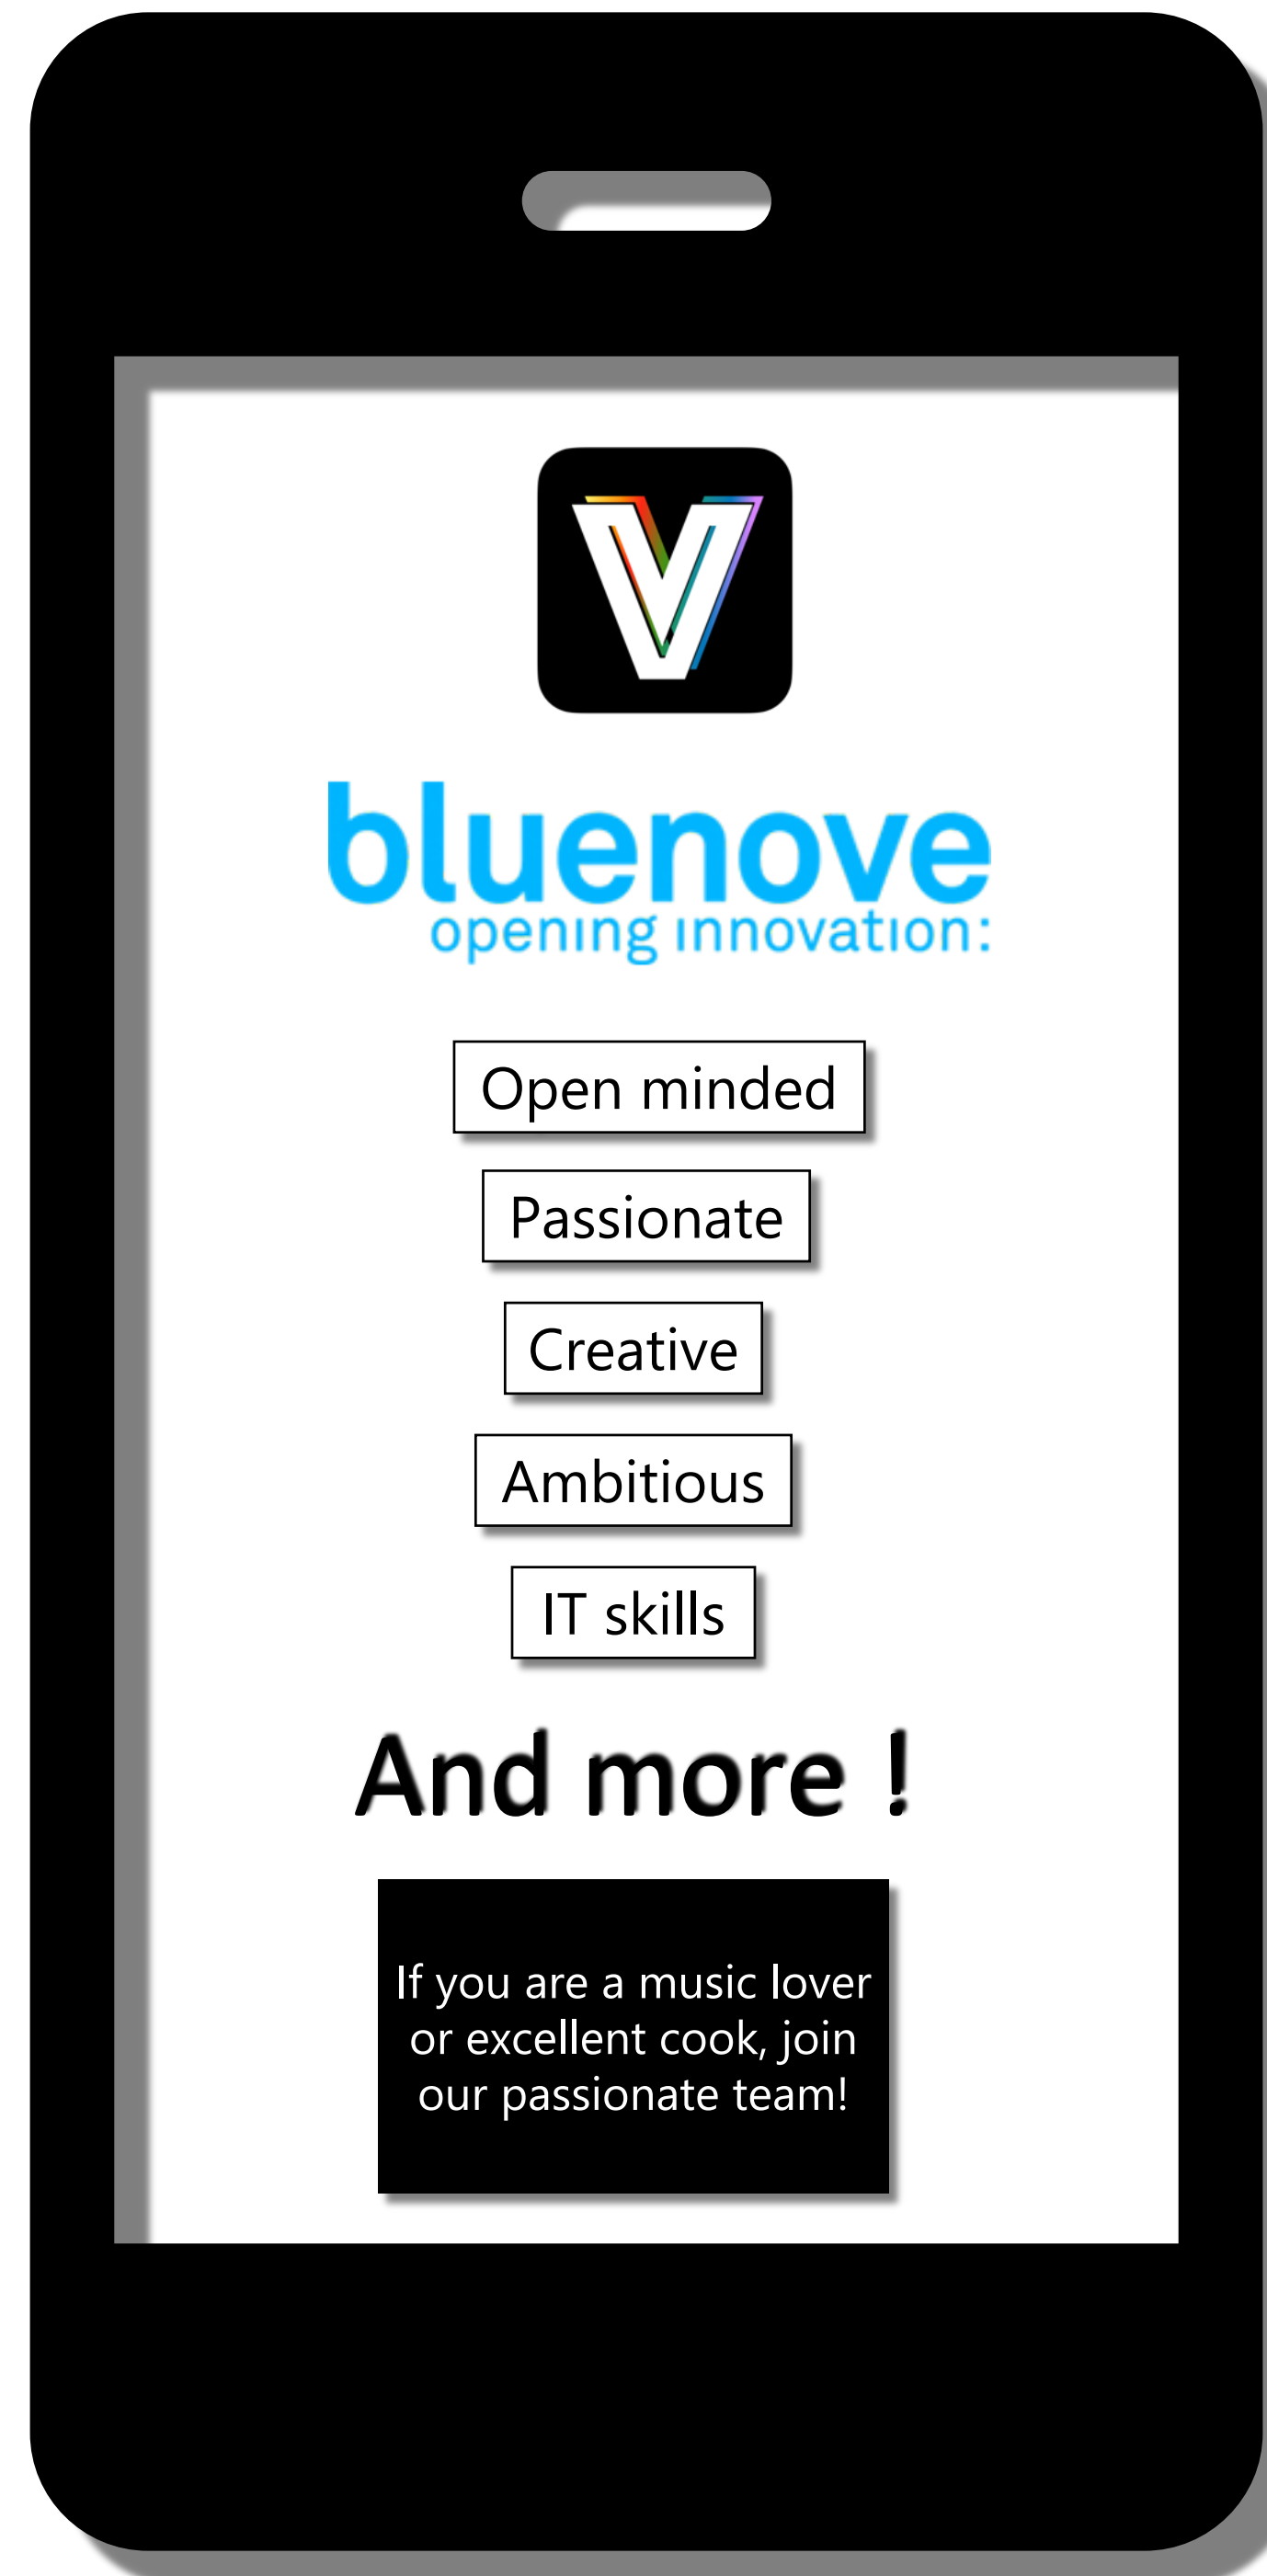 V
bluenove
opening innovation:
Open minded
Passionate
Creative
Ambitious
IT skills
And more !
If you are a music lover
or excellent cook, join
our passionate team!